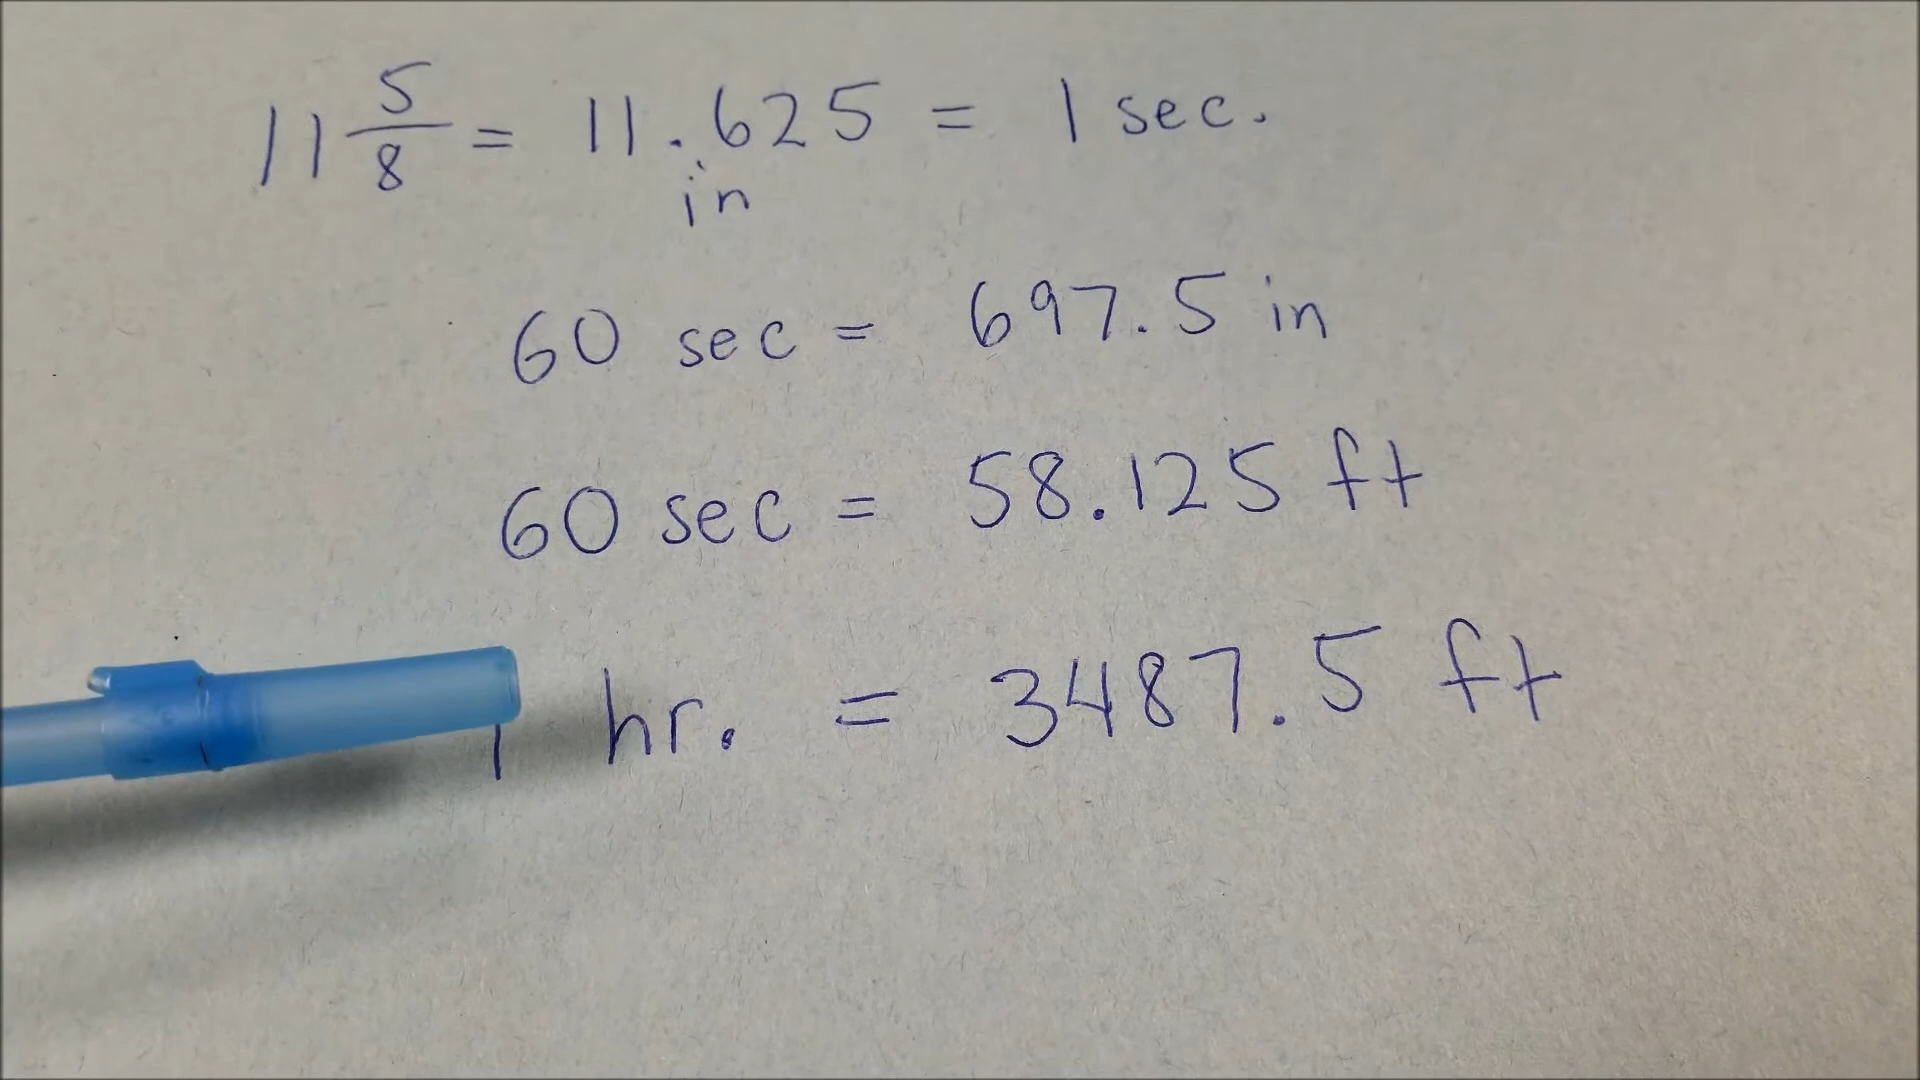 11 5/8 = 11.625 = 1 sec.
in
60 sec = 697.5 in
60 sec = 58.125 ft
1 hr. = 3487.5 ft